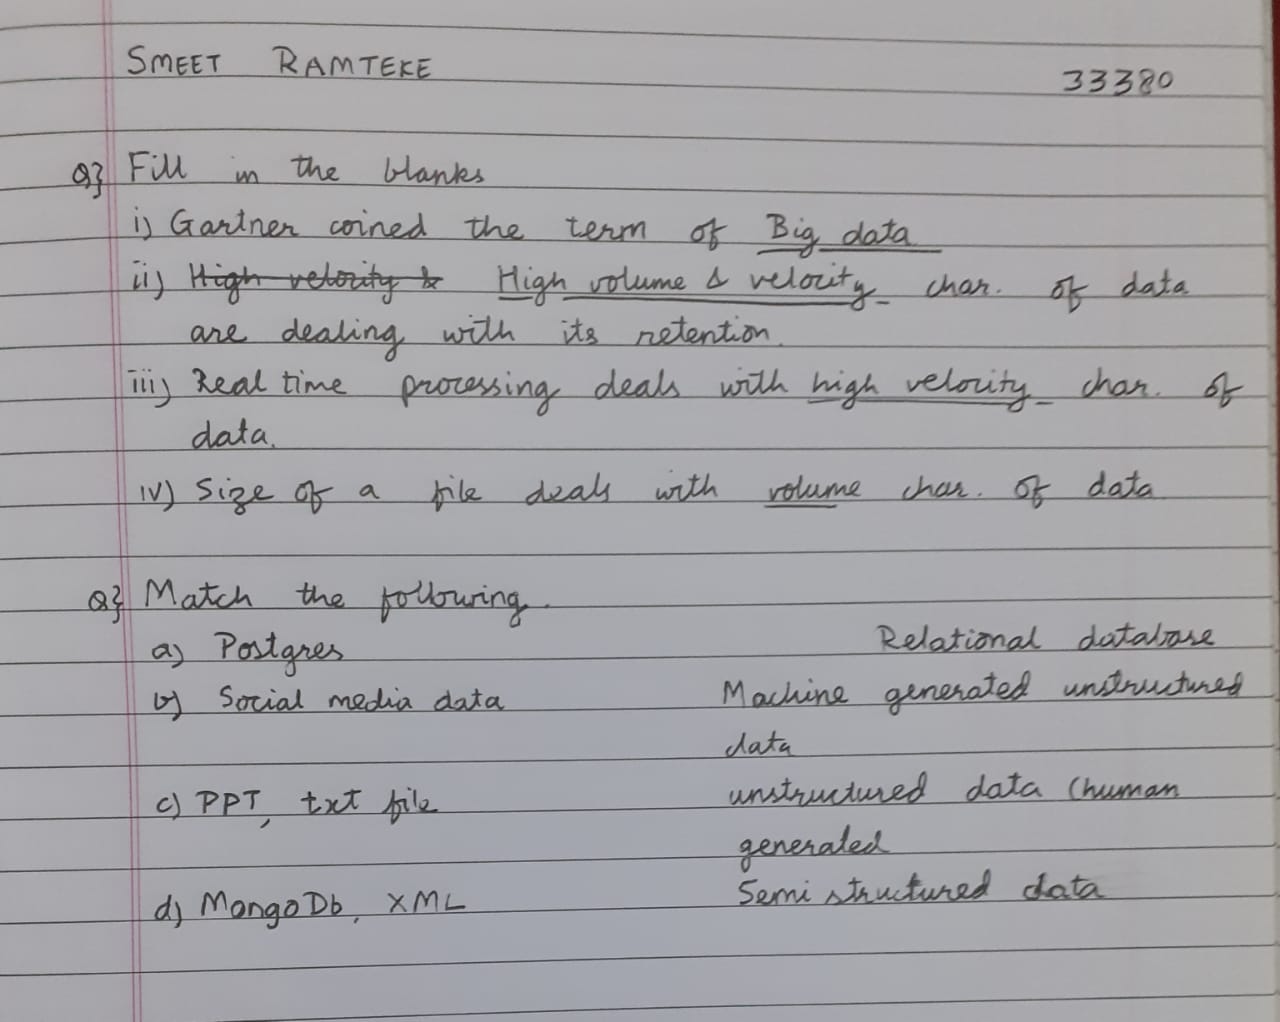 SMEET RAMTEKE 33380
Q} Fill in the blanks
i) Gartner coined the term of Big data
ii) High velocity & High volume & velocity char. of data
are dealing with its retention.
iii) Real time processing deals with high velocity char. of
data.
iv) Size of a file deals with volume char. of data
Q} Match the following.
a) Postgres Relational database
b) Social media data Machine generated unstructured
data
c) PPT, txt file unstructured data (human
generated
d) MongoDb, XML Semi structured data